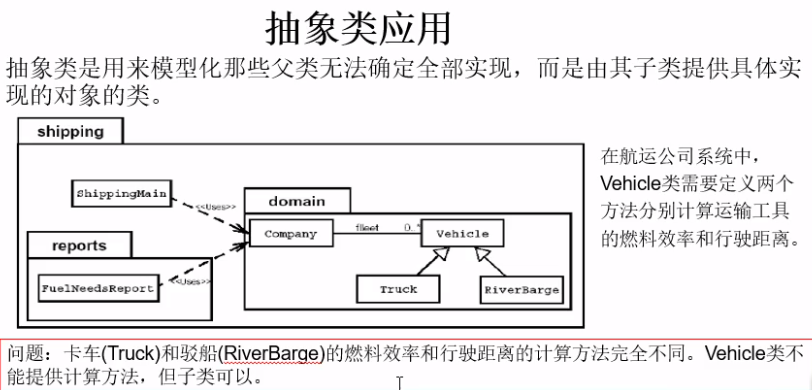 抽象类应用
抽象类是用来模型化那些父类无法确定全部实现，而是由其子类提供具体实
现的对象的类。
shipping
ShippingMain
<<Uses>>
domain
Company
fleet
0..*
Vehicle
reports
FuelNeedsReport
<<Uses>>
Truck
RiverBarge
在航运公司系统中，
Vehicle类需要定义两个
方法分别计算运输工具
的燃料效率和行驶距离。
问题：卡车(Truck)和驳船(RiverBarge)的燃料效率和行驶距离的计算方法完全不同。Vehicle类不
能提供计算方法，但子类可以。